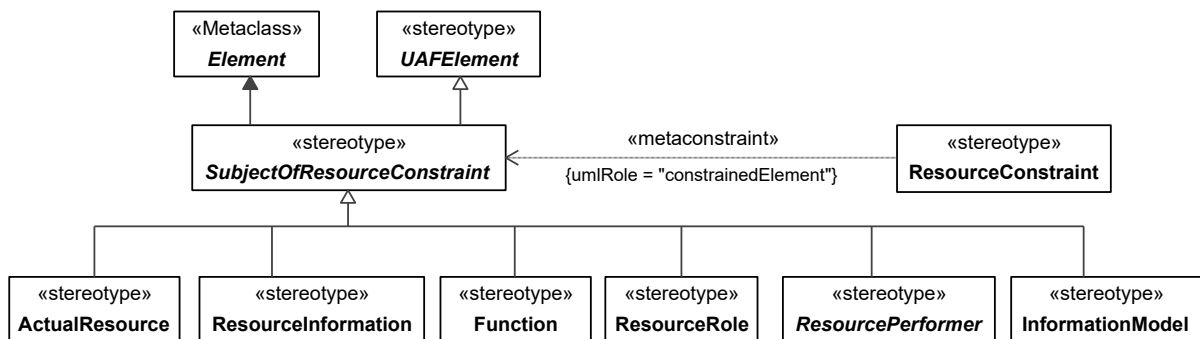 «Metaclass»
Element
«stereotype»
UAFElement
«stereotype»
SubjectOfResourceConstraint
«metaconstraint»
{umlRole = "constrainedElement"}
«stereotype»
ResourceConstraint
«stereotype»
ActualResource
«stereotype»
ResourceInformation
«stereotype»
Function
«stereotype»
ResourceRole
«stereotype»
ResourcePerformer
«stereotype»
InformationModel